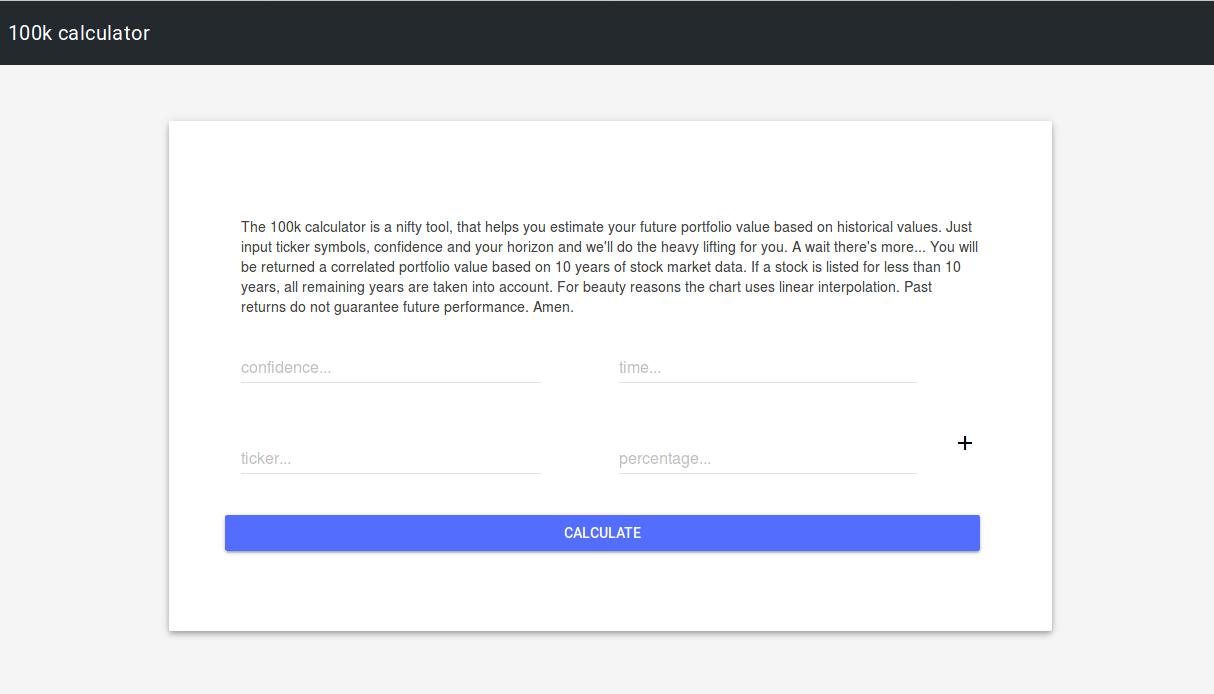 100k calculator
The 100k calculator is a nifty tool, that helps you estimate your future portfolio value based on historical values. Just
input ticker symbols, confidence and your horizon and we'll do the heavy lifting for you. A wait there's more... You will
be returned a correlated portfolio value based on 10 years of stock market data. If a stock is listed for less than 10
years, all remaining years are taken into account. For beauty reasons the chart uses linear interpolation. Past
returns do not guarantee future performance. Amen.
confidence... time...
ticker... percentage... +
CALCULATE